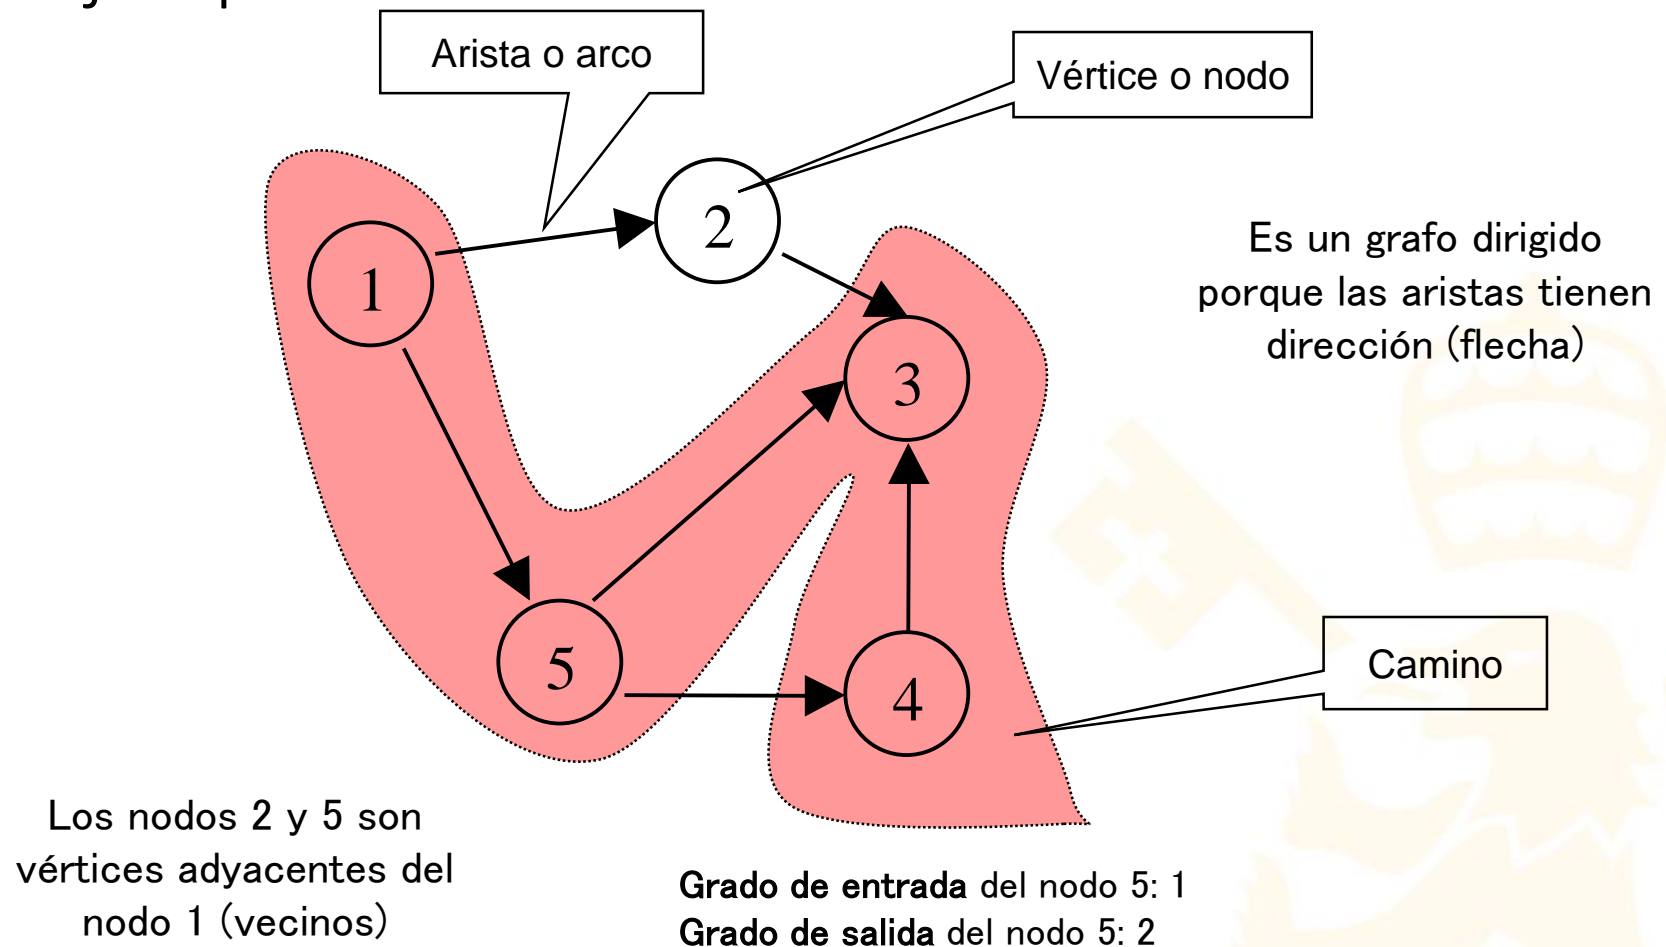 Arista o arco
Vértice o nodo
1
2
3
4
5
Es un grafo dirigido
porque las aristas tienen
dirección (flecha)
Camino
Los nodos 2 y 5 son
vértices adyacentes del
nodo 1 (vecinos)
Grado de entrada del nodo 5: 1
Grado de salida del nodo 5: 2